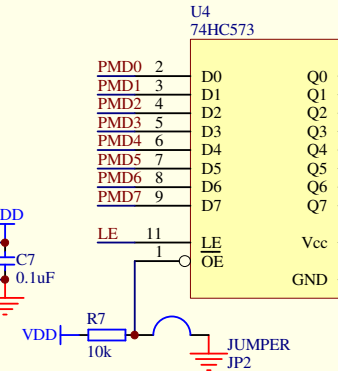 U4
74HC573
PMD0 2 D0 Q0
PMD1 3 D1 Q1
PMD2 4 D2 Q2
PMD3 5 D3 Q3
PMD4 6 D4 Q4
PMD5 7 D5 Q5
PMD6 8 D6 Q6
PMD7 9 D7 Q7
DD
LE 11 LE Vcc
1 OE
C7
0.1uF
GND
R7
VDD
10k
JUMPER
JP2